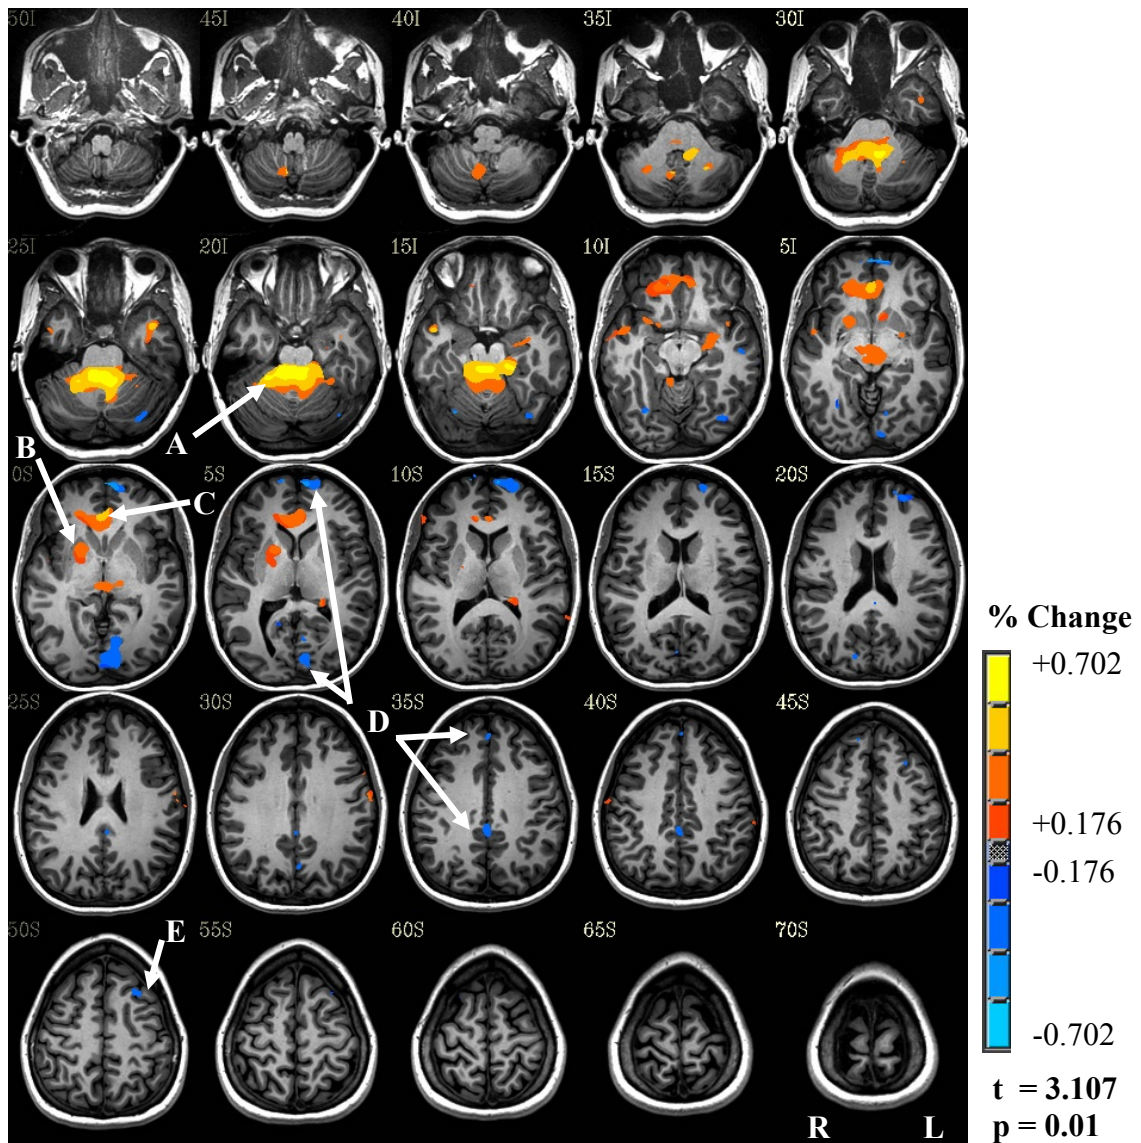 50I 45I 40I 35I 30I
25I 20I 15I 10I 5I
A
B
0S 5S 10S 15S 20S
C
% Change
+0.702
25S 30S 35S 40S 45S
D
+0.176
-0.176
50S 55S 60S 65S 70S
E
-0.702
t = 3.107
p = 0.01
R L